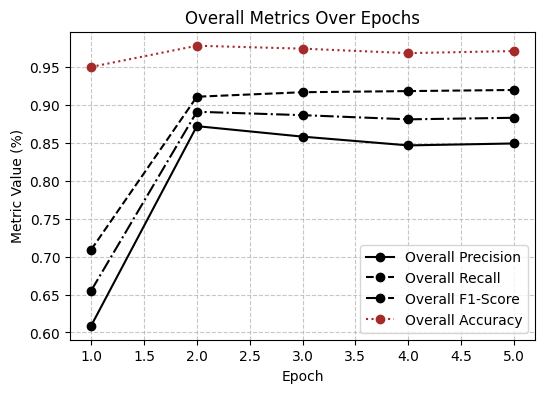 Overall Metrics Over Epochs
Metric Value (%)
0.95
0.90
0.85
0.80
0.75
0.70
0.65
0.60
Overall Precision
Overall Recall
Overall F1-Score
Overall Accuracy
1.0 1.5 2.0 2.5 3.0 3.5 4.0 4.5 5.0
Epoch